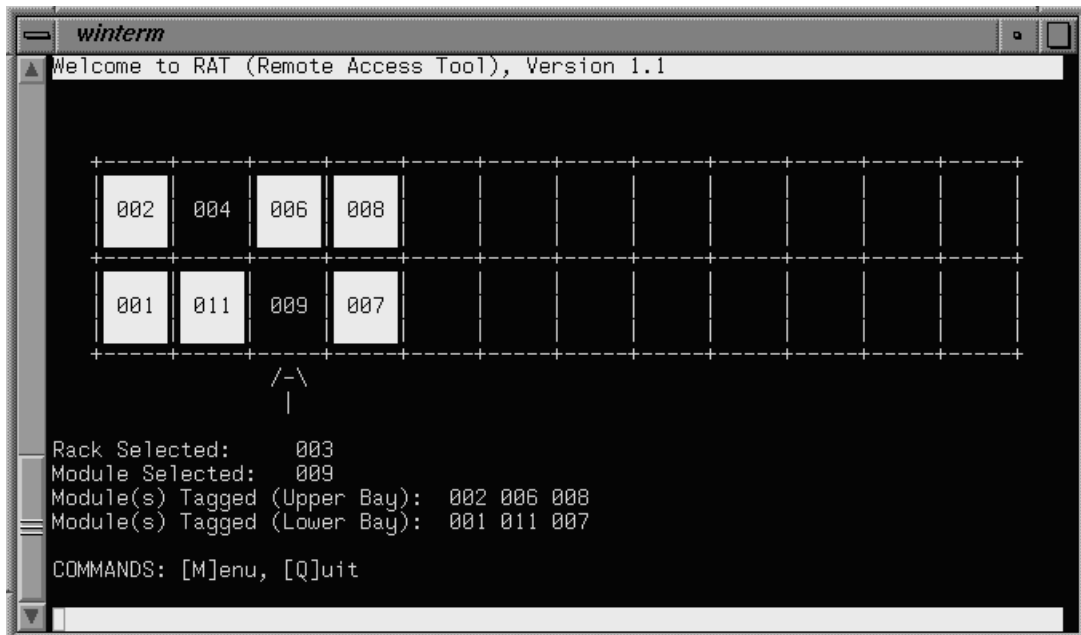 winterm
Welcome to RAT (Remote Access Tool), Version 1.1
002 004 006 008
001 011 009 007
/-\
|
Rack Selected: 003
Module Selected: 009
Module(s) Tagged (Upper Bay): 002 006 008
Module(s) Tagged (Lower Bay): 001 011 007
COMMANDS: [M]enu, [Q]uit